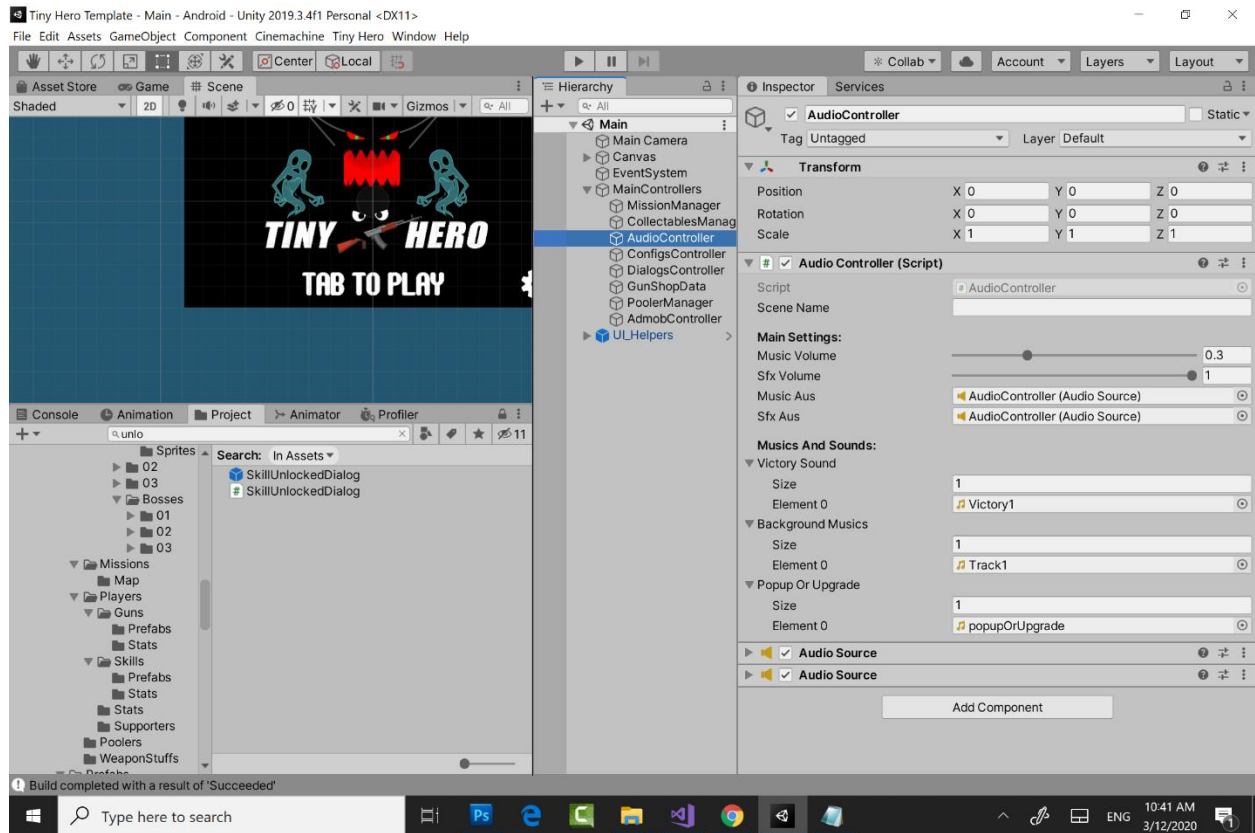 Tiny Hero Template - Main - Android - Unity 2019.3.4f1 Personal <DX11>
File Edit Assets GameObject Component Cinemachine Tiny Hero Window Help
Center Local
Collab Account Layers Layout
Asset Store Game Scene
Shaded 2D 0 Gizmos All
TINY HERO
TAB TO PLAY
Console Animation Project Animator Profiler
unlo 11
Sprites
02
03
Bosses
01
02
03
Missions
Map
Players
Guns
Prefabs
Stats
Skills
Prefabs
Stats
Stats
Supporters
Poolers
WeaponStuffs
Prefabs
Search: In Assets
SkillUnlockedDialog
SkillUnlockedDialog
Hierarchy
All
Main
Main Camera
Canvas
EventSystem
MainControllers
MissionManager
CollectablesManag
AudioController
ConfigsController
DialogsController
GunShopData
PoolerManager
AdmobController
UI_Helpers
Inspector Services
AudioController Static
Tag Untagged Layer Default
Transform
Position X 0 Y 0 Z 0
Rotation X 0 Y 0 Z 0
Scale X 1 Y 1 Z 1
# Audio Controller (Script)
Script # AudioController
Scene Name
Main Settings:
Music Volume 0.3
Sfx Volume 1
Music Aus AudioController (Audio Source)
Sfx Aus AudioController (Audio Source)
Musics And Sounds:
Victory Sound
Size 1
Element 0 Victory1
Background Musics
Size 1
Element 0 Track1
Popup Or Upgrade
Size 1
Element 0 popupOrUpgrade
Audio Source
Audio Source
Add Component
Build completed with a result of 'Succeeded'
Type here to search
Ps
ENG
10:41 AM
3/12/2020
1